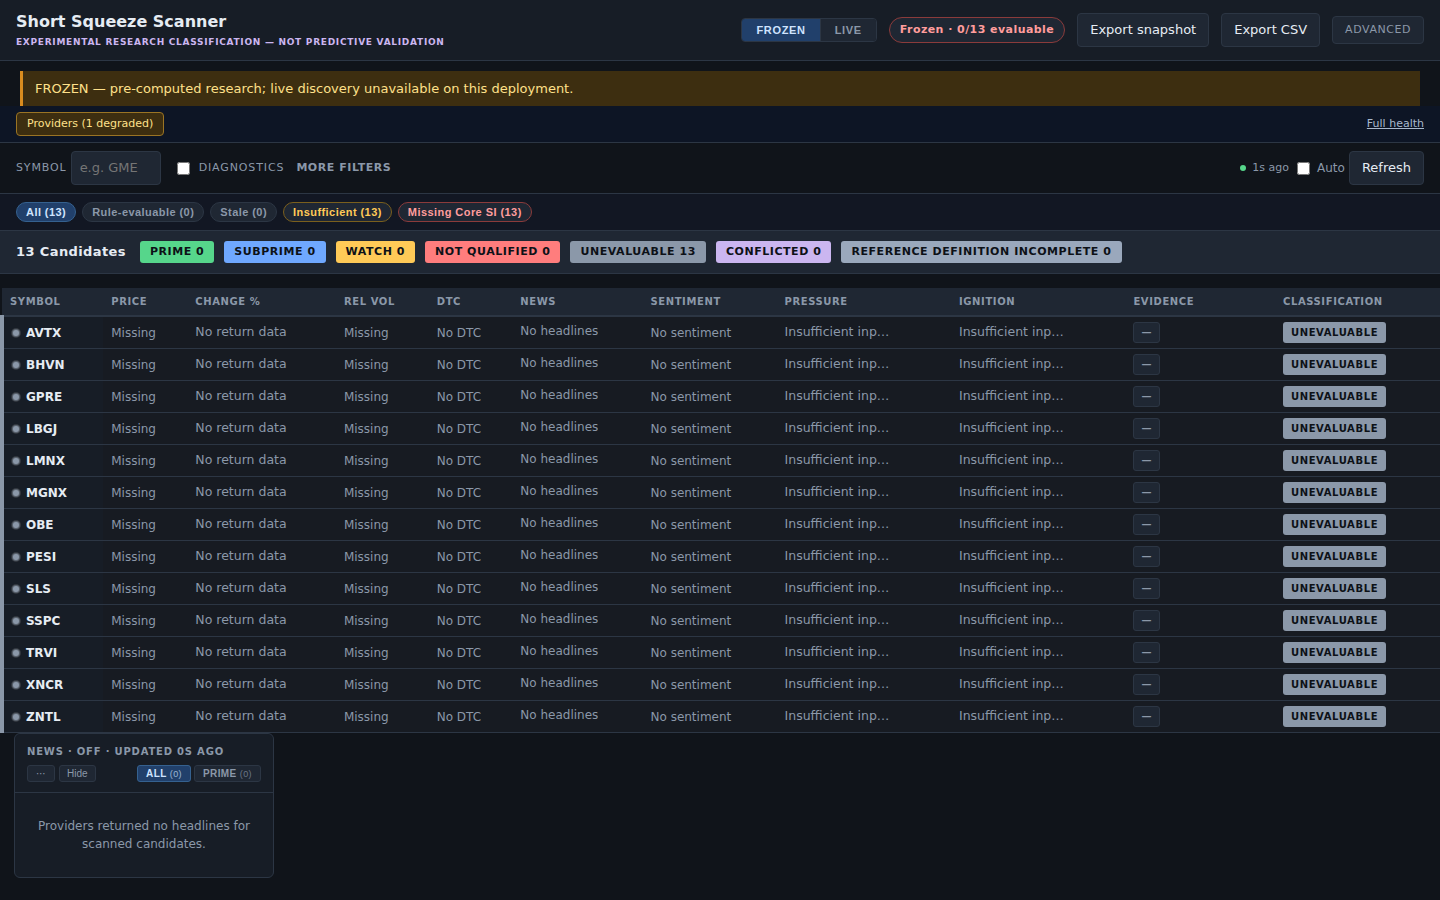 Short Squeeze Scanner
EXPERIMENTAL RESEARCH CLASSIFICATION — NOT PREDICTIVE VALIDATION
FROZEN LIVE Frozen · 0/13 evaluable Export snapshot Export CSV ADVANCED
FROZEN — pre-computed research; live discovery unavailable on this deployment.
Providers (1 degraded) Full health
SYMBOL e.g. GME DIAGNOSTICS MORE FILTERS 1s ago Auto Refresh
All (13) Rule-evaluable (0) Stale (0) Insufficient (13) Missing Core SI (13)
13 Candidates PRIME 0 SUBPRIME 0 WATCH 0 NOT QUALIFIED 0 UNEVALUABLE 13 CONFLICTED 0 REFERENCE DEFINITION INCOMPLETE 0
SYMBOL PRICE CHANGE % REL VOL DTC NEWS SENTIMENT PRESSURE IGNITION EVIDENCE CLASSIFICATION
AVTX Missing No return data Missing No DTC No headlines No sentiment Insufficient inp... Insufficient inp... — UNEVALUABLE
BHVN Missing No return data Missing No DTC No headlines No sentiment Insufficient inp... Insufficient inp... — UNEVALUABLE
GPRE Missing No return data Missing No DTC No headlines No sentiment Insufficient inp... Insufficient inp... — UNEVALUABLE
LBGJ Missing No return data Missing No DTC No headlines No sentiment Insufficient inp... Insufficient inp... — UNEVALUABLE
LMNX Missing No return data Missing No DTC No headlines No sentiment Insufficient inp... Insufficient inp... — UNEVALUABLE
MGNX Missing No return data Missing No DTC No headlines No sentiment Insufficient inp... Insufficient inp... — UNEVALUABLE
OBE Missing No return data Missing No DTC No headlines No sentiment Insufficient inp... Insufficient inp... — UNEVALUABLE
PESI Missing No return data Missing No DTC No headlines No sentiment Insufficient inp... Insufficient inp... — UNEVALUABLE
SLS Missing No return data Missing No DTC No headlines No sentiment Insufficient inp... Insufficient inp... — UNEVALUABLE
SSPC Missing No return data Missing No DTC No headlines No sentiment Insufficient inp... Insufficient inp... — UNEVALUABLE
TRVI Missing No return data Missing No DTC No headlines No sentiment Insufficient inp... Insufficient inp... — UNEVALUABLE
XNCR Missing No return data Missing No DTC No headlines No sentiment Insufficient inp... Insufficient inp... — UNEVALUABLE
ZNTL Missing No return data Missing No DTC No headlines No sentiment Insufficient inp... Insufficient inp... — UNEVALUABLE
NEWS · OFF · UPDATED 0S AGO
... Hide ALL (0) PRIME (0)
Providers returned no headlines for
scanned candidates.